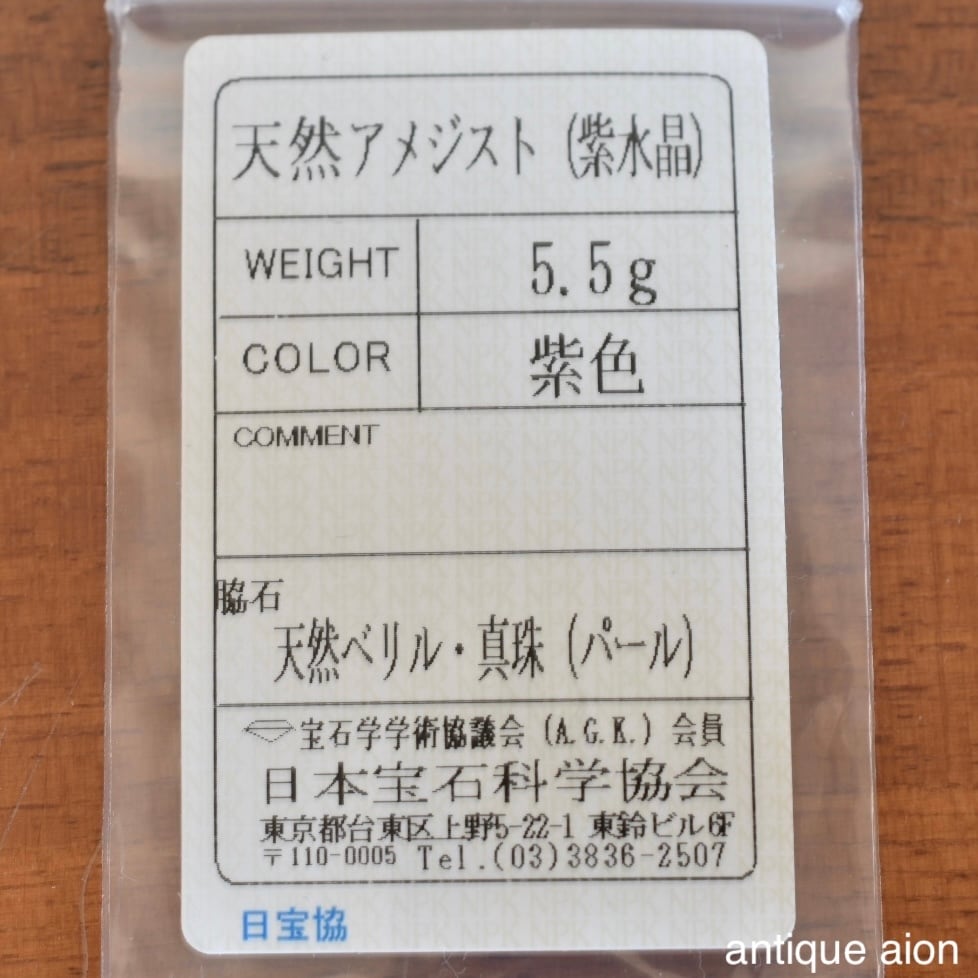 天然アメジスト (紫水晶)
WEIGHT 5.5g
COLOR 紫色
COMMENT
脇石
天然ベリル・真珠 (パール)
宝石学学術協議会 (A.G.K.) 会員
日本宝石科学協会
東京都台東区上野5-22-1 東鈴ビル6F
〒110-0005 Tel.(03)3836-2507
日宝協
antique aion